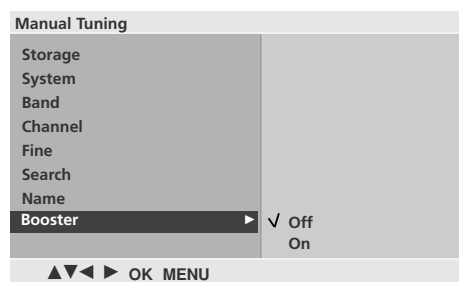 Manual Tuning
Storage
System
Band
Channel
Fine
Search
Name
Booster ▶ √ Off
On
▲▼◀ ▶ OK MENU